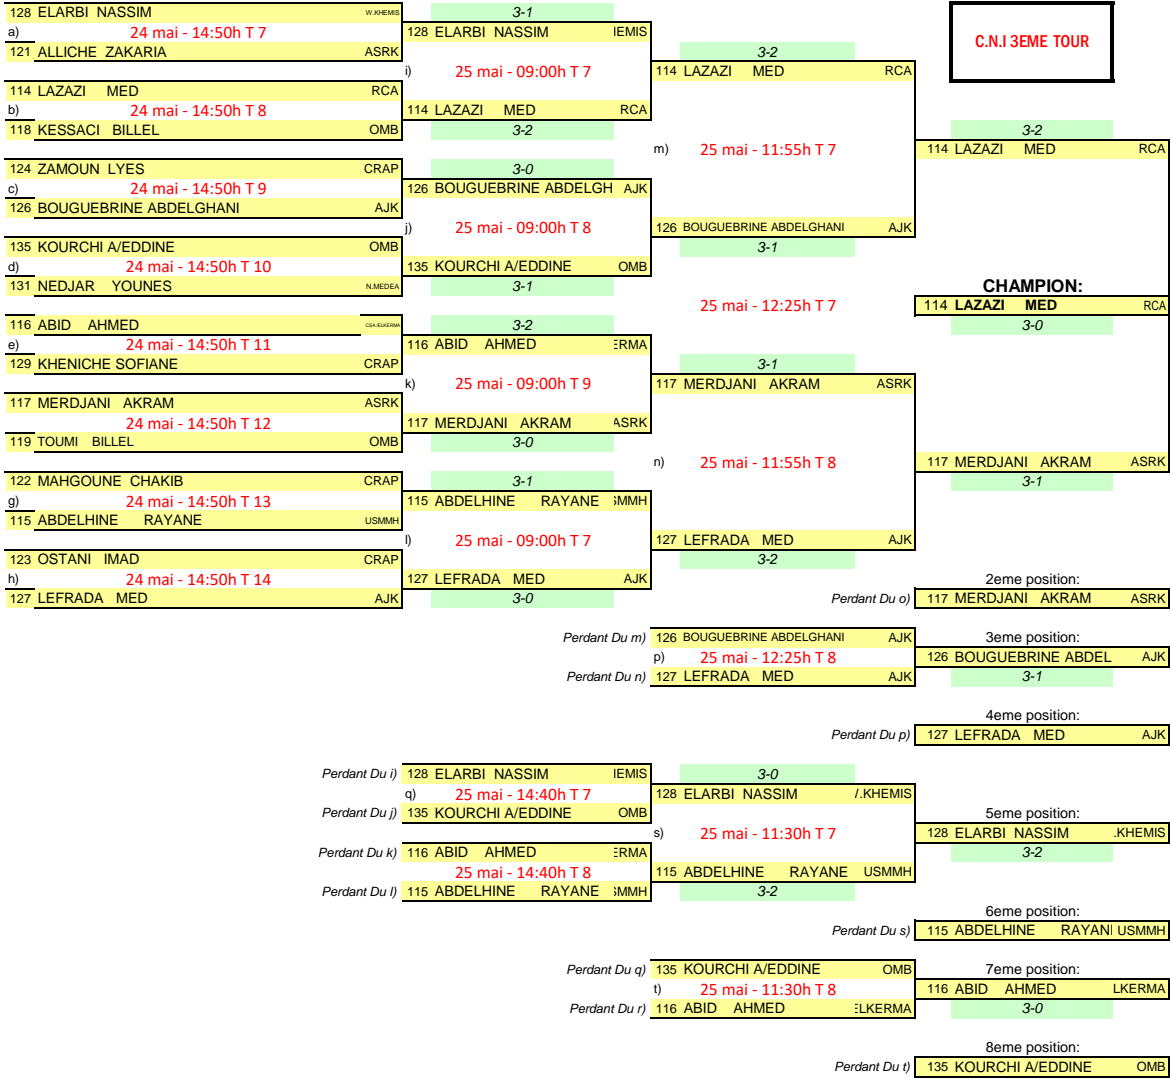 128 ELARBI NASSIM W.KHEMIS
3-1
a) 24 mai - 14:50h T 7
128 ELARBI NASSIM IEMIS
C.N.I 3EME TOUR
121 ALLICHE ZAKARIA ASRK
3-2
i) 25 mai - 09:00h T 7
114 LAZAZI MED RCA
114 LAZAZI MED RCA
b) 24 mai - 14:50h T 8
114 LAZAZI MED RCA
118 KESSACI BILLEL OMB
3-2
3-2
m) 25 mai - 11:55h T 7
114 LAZAZI MED RCA
124 ZAMOUN LYES CRAP
3-0
c) 24 mai - 14:50h T 9
126 BOUGUEBRINE ABDELGH AJK
126 BOUGUEBRINE ABDELGHANI AJK
j) 25 mai - 09:00h T 8
126 BOUGUEBRINE ABDELGHANI AJK
135 KOURCHI A/EDDINE OMB
3-1
d) 24 mai - 14:50h T 10
135 KOURCHI A/EDDINE OMB
131 NEDJAR YOUNES N.MEDEA
3-1
CHAMPION:
25 mai - 12:25h T 7
114 LAZAZI MED RCA
116 ABID AHMED CSA/ELKERMA
3-2
3-0
e) 24 mai - 14:50h T 11
116 ABID AHMED ERMA
129 KHENICHE SOFIANE CRAP
3-1
k) 25 mai - 09:00h T 9
117 MERDJANI AKRAM ASRK
117 MERDJANI AKRAM ASRK
24 mai - 14:50h T 12
117 MERDJANI AKRAM ASRK
119 TOUMI BILLEL OMB
3-0
n) 25 mai - 11:55h T 8
117 MERDJANI AKRAM ASRK
122 MAHGOUNE CHAKIB CRAP
3-1
3-1
g) 24 mai - 14:50h T 13
115 ABDELHINE RAYANE SMMH
115 ABDELHINE RAYANE USMMH
l) 25 mai - 09:00h T 7
127 LEFRADA MED AJK
123 OSTANI IMAD CRAP
3-2
h) 24 mai - 14:50h T 14
127 LEFRADA MED AJK
2eme position:
127 LEFRADA MED AJK
3-0
Perdant Du o) 117 MERDJANI AKRAM ASRK
Perdant Du m) 126 BOUGUEBRINE ABDELGHANI AJK
3eme position:
p) 25 mai - 12:25h T 8
126 BOUGUEBRINE ABDEL AJK
Perdant Du n) 127 LEFRADA MED AJK
3-1
4eme position:
Perdant Du p) 127 LEFRADA MED AJK
Perdant Du i) 128 ELARBI NASSIM IEMIS
3-0
q) 25 mai - 14:40h T 7
128 ELARBI NASSIM /.KHEMIS
Perdant Du j) 135 KOURCHI A/EDDINE OMB
5eme position:
s) 25 mai - 11:30h T 7
128 ELARBI NASSIM .KHEMIS
Perdant Du k) 116 ABID AHMED ERMA
3-2
25 mai - 14:40h T 8
115 ABDELHINE RAYANE USMMH
Perdant Du l) 115 ABDELHINE RAYANE SMMH
3-2
6eme position:
Perdant Du s) 115 ABDELHINE RAYANI USMMH
Perdant Du q) 135 KOURCHI A/EDDINE OMB
7eme position:
t) 25 mai - 11:30h T 8
116 ABID AHMED LKERMA
Perdant Du r) 116 ABID AHMED ELKERMA
3-0
8eme position:
Perdant Du t) 135 KOURCHI A/EDDINE OMB